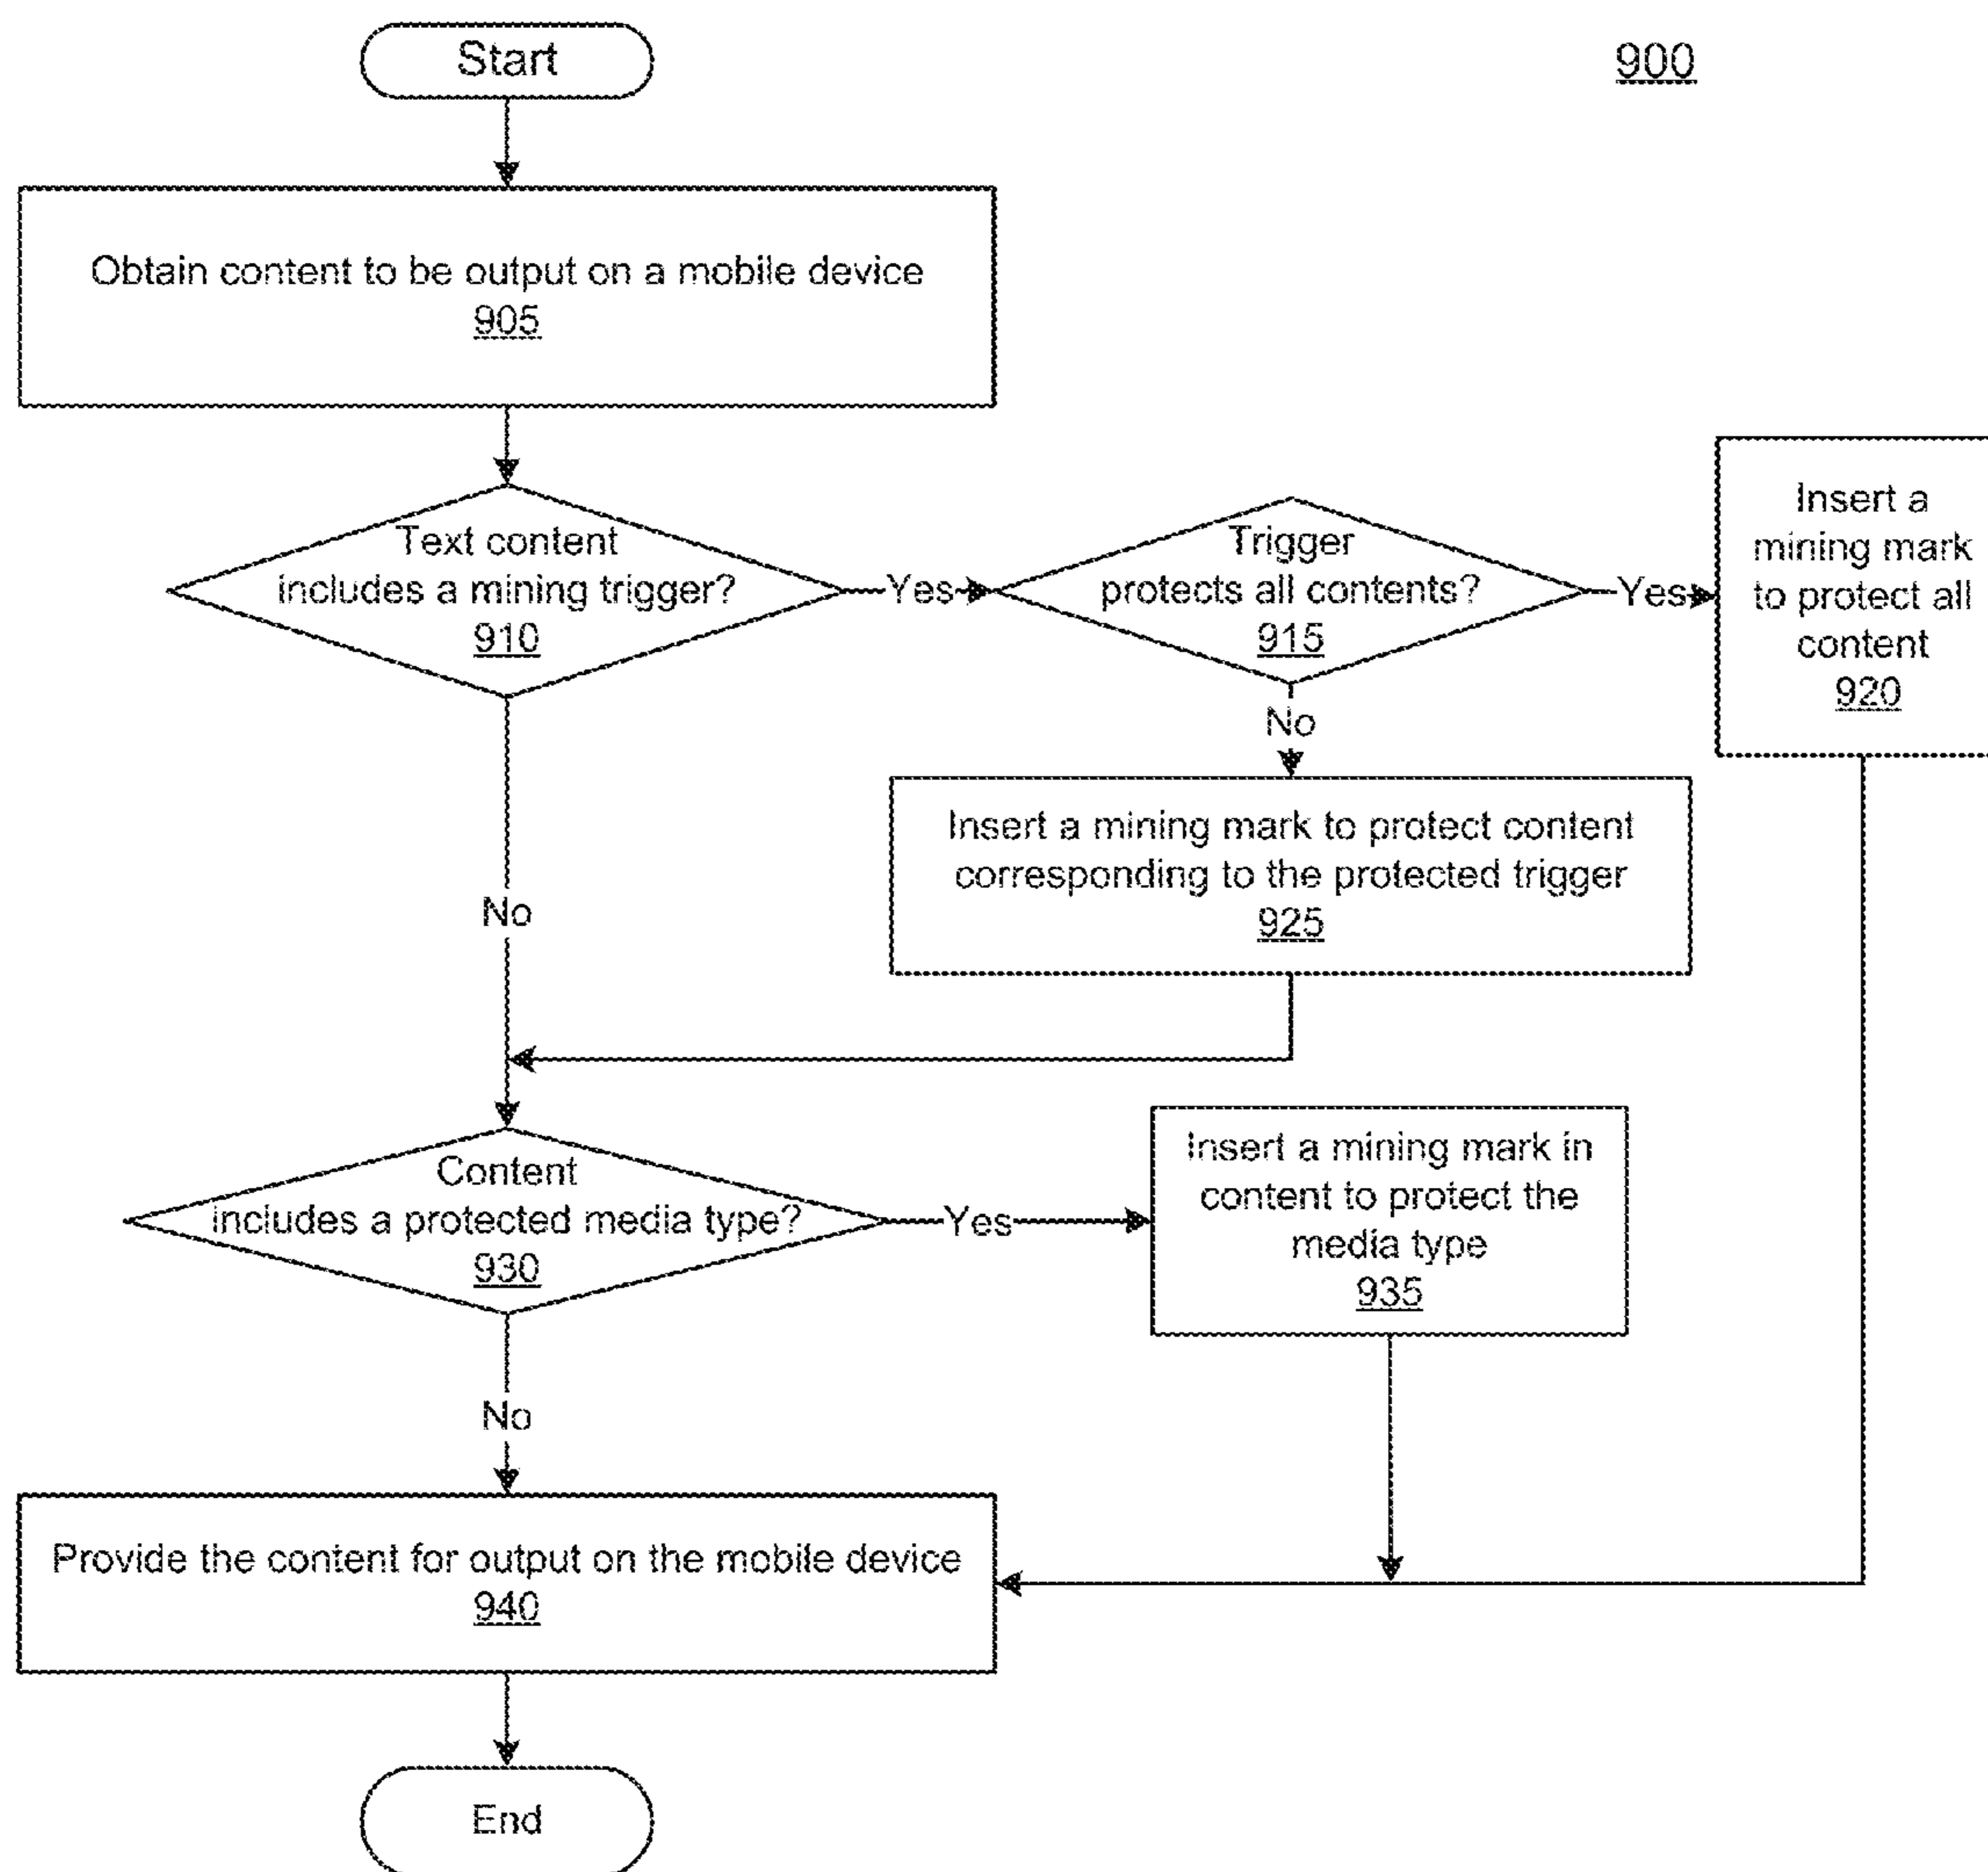 Start
900
Obtain content to be output on a mobile device
905
Text content
includes a mining trigger?
910
Yes
Trigger
protects all contents?
915
Yes
Insert a
mining mark
to protect all
content
920
No
Insert a mining mark to protect content
corresponding to the protected trigger
925
No
Content
includes a protected media type?
930
Yes
Insert a mining mark in
content to protect the
media type
935
No
Provide the content for output on the mobile device
940
End